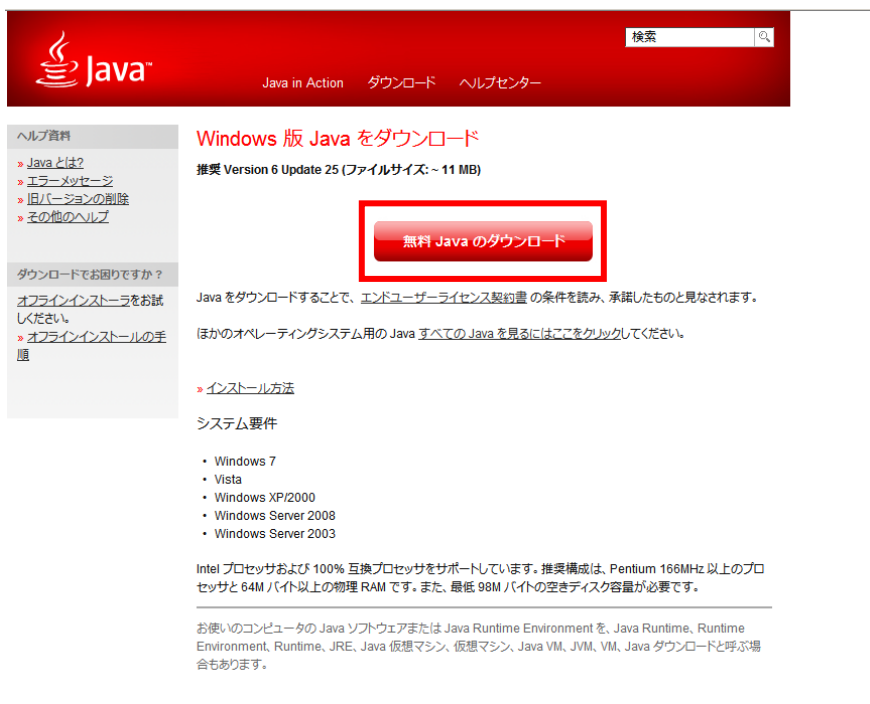 Java™
検索
Java in Action ダウンロード ヘルプセンター
ヘルプ資料
» Java とは?
» エラーメッセージ
» 旧バージョンの削除
» その他のヘルプ
ダウンロードでお困りですか？
オフラインインストーラをお試
しください。
» オフラインインストールの手
順
Windows 版 Java をダウンロード
推奨 Version 6 Update 25 (ファイルサイズ: ~ 11 MB)
無料 Java のダウンロード
Java をダウンロードすることで、エンドユーザーライセンス契約書 の条件を読み、承諾したものと見なされます。
ほかのオペレーティングシステム用の Java すべての Java を見るにはここをクリックしてください。
» インストール方法
システム要件
• Windows 7
• Vista
• Windows XP/2000
• Windows Server 2008
• Windows Server 2003
Intel プロセッサおよび 100% 互換プロセッサをサポートしています。推奨構成は、Pentium 166MHz 以上のプロ
セッサと 64M バイト以上の物理 RAM です。また、最低 98M バイトの空きディスク容量が必要です。
お使いのコンピュータの Java ソフトウェアまたは Java Runtime Environment を、Java Runtime、Runtime
Environment、Runtime、JRE、Java 仮想マシン、仮想マシン、Java VM、JVM、VM、Java ダウンロードと呼ぶ場
合もあります。